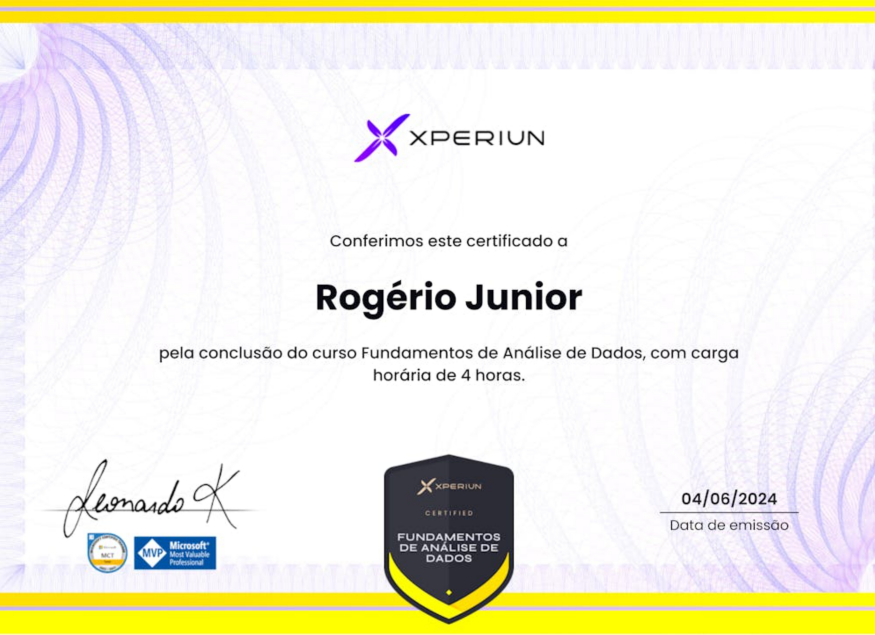 XPERIUN
Conferimos este certificado a
Rogério Junior
pela conclusão do curso Fundamentos de Análise de Dados, com carga
horária de 4 horas.
Leonardo K
MCT
MVP
Microsoft®
Most Valuable
Professional
XPERIUN
CERTIFIED
FUNDAMENTOS
DE ANÁLISE DE
DADOS
04/06/2024
Data de emissão